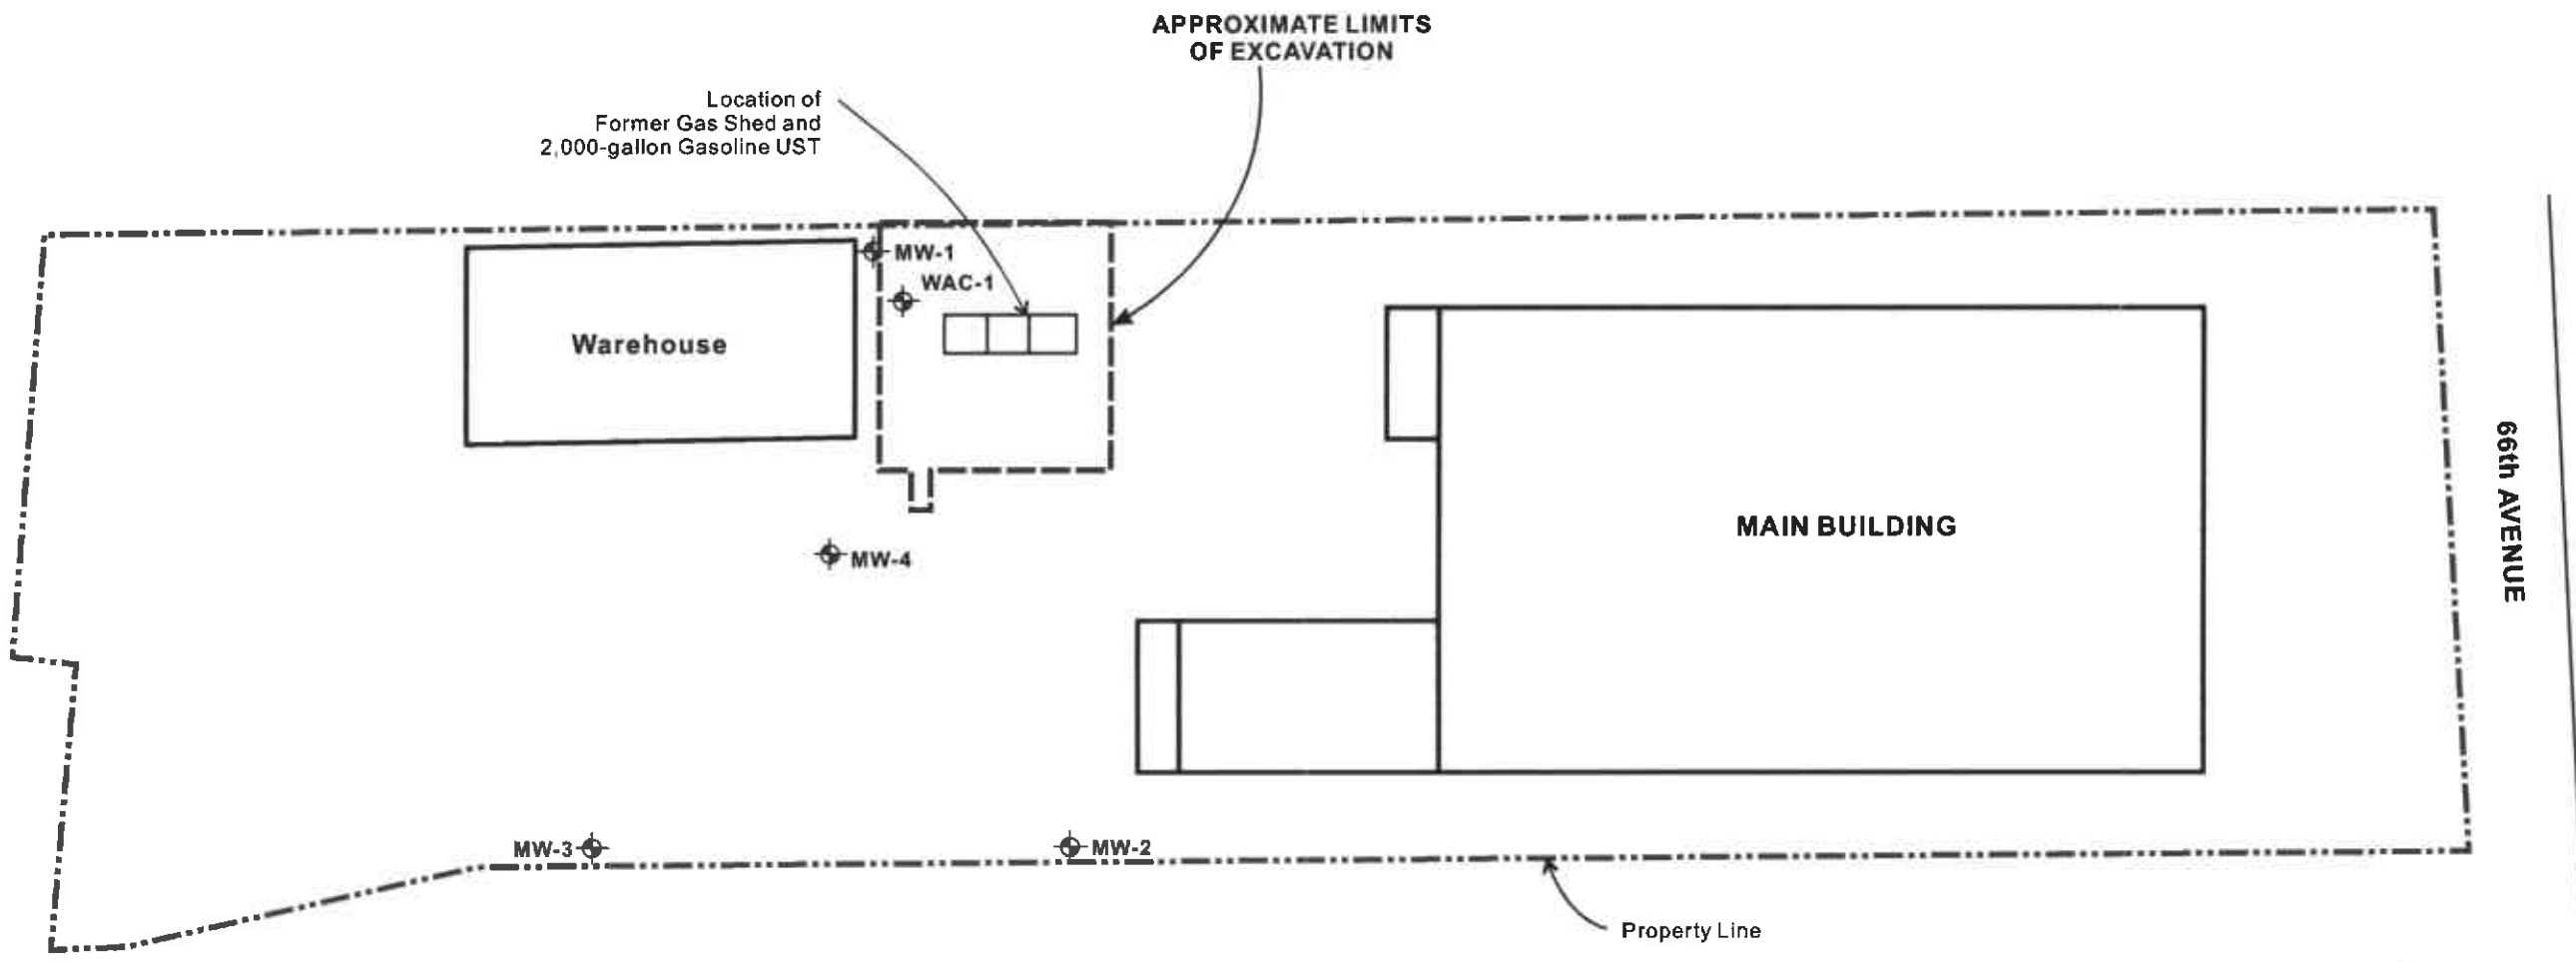 APPROXIMATE LIMITS
OF EXCAVATION
Location of
Former Gas Shed and
2,000-gallon Gasoline UST
MW-1
WAC-1
Warehouse
66th AVENUE
MAIN BUILDING
MW-4
MW-3
MW-2
Property Line